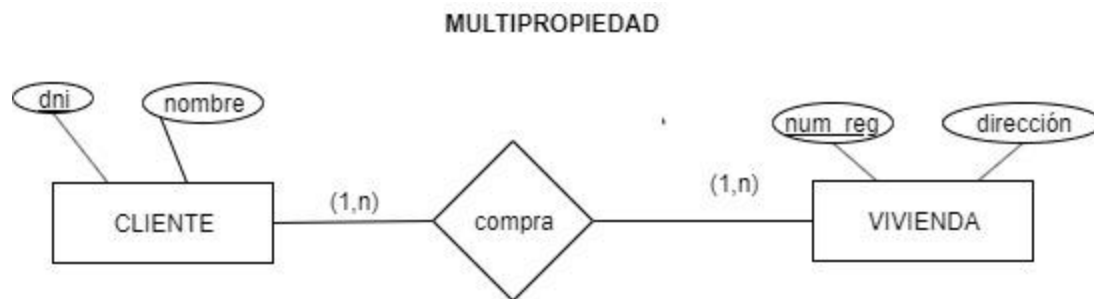 MULTIPROPIEDAD
dni
nombre
num_reg
dirección
(1,n)
(1,n)
CLIENTE
compra
VIVIENDA